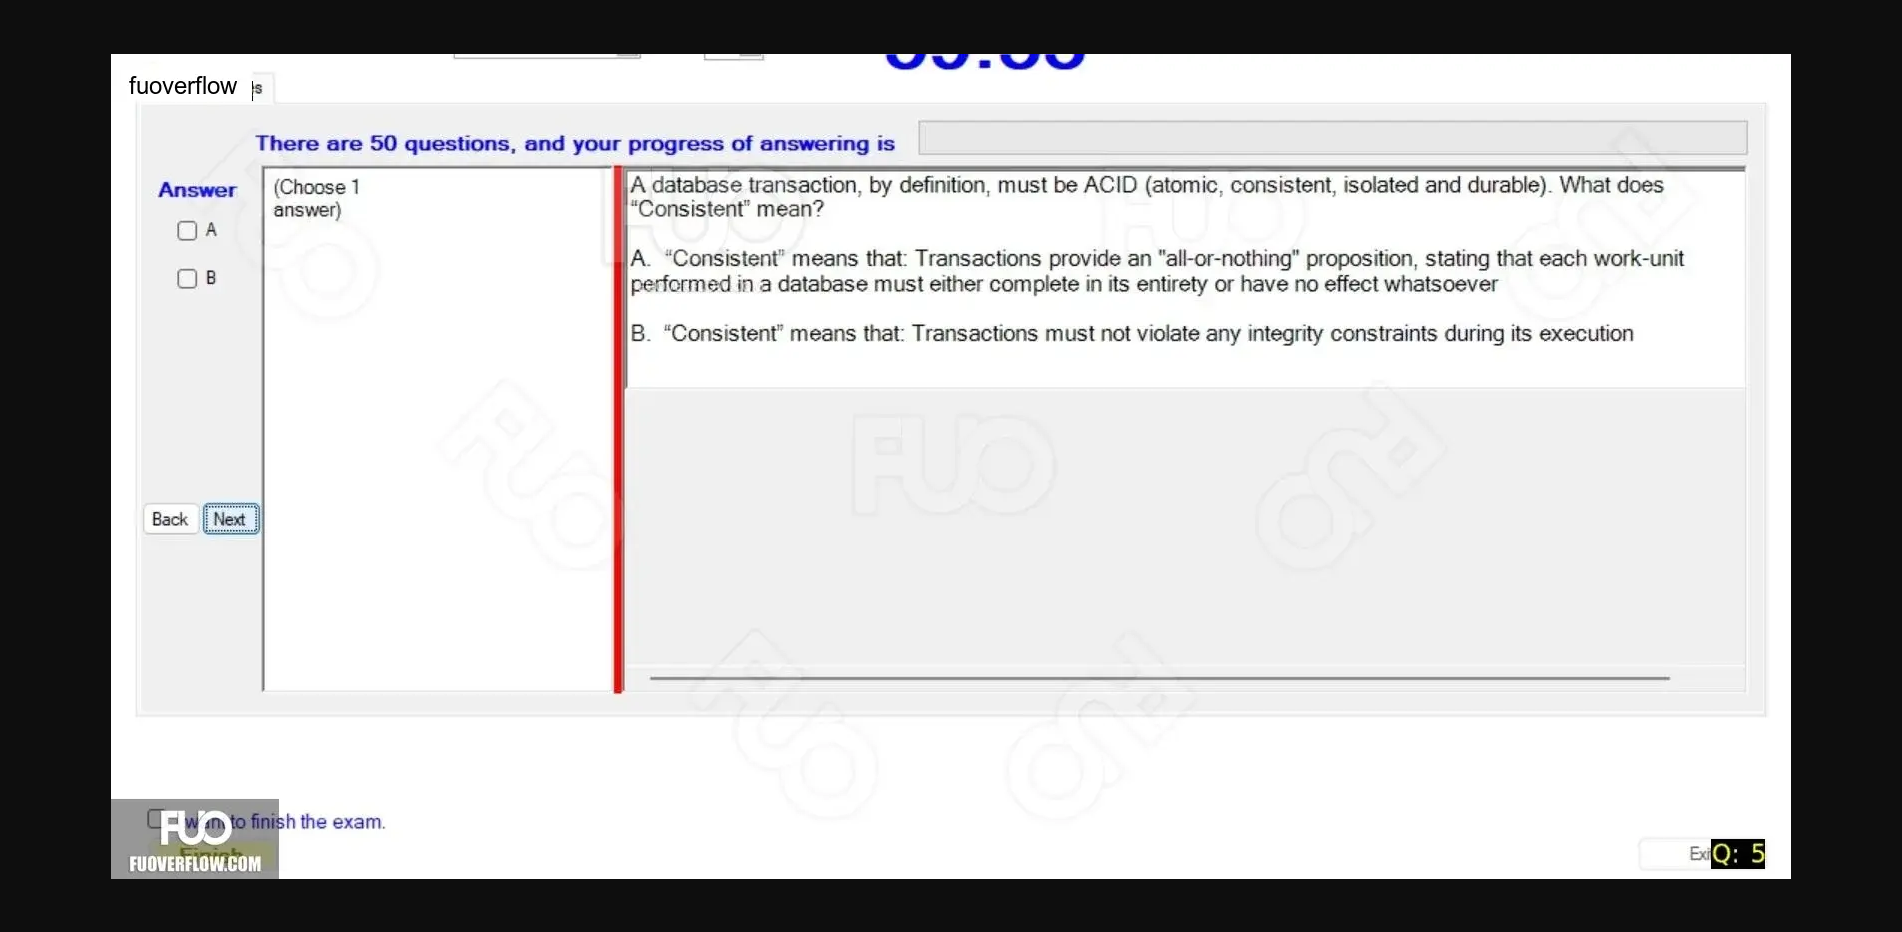 fuoverflow
s
There are 50 questions, and your progress of answering is
Answer
A
B
(Choose 1
answer)
A database transaction, by definition, must be ACID (atomic, consistent, isolated and durable). What does
“Consistent” mean?
A. “Consistent” means that: Transactions provide an "all-or-nothing" proposition, stating that each work-unit
performed in a database must either complete in its entirety or have no effect whatsoever
B. “Consistent” means that: Transactions must not violate any integrity constraints during its execution
Back Next
FUO
want to finish the exam.
Finish
FUOVERFLOW.COM
Exi
Q: 5